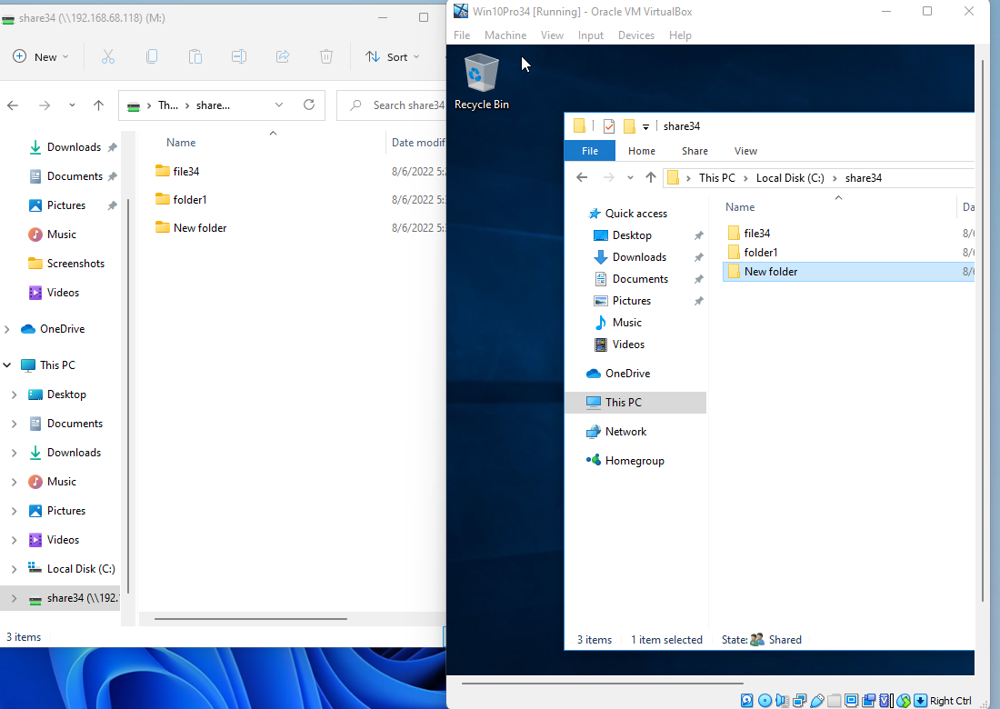 share34 (\\192.168.68.118) (M:)
New
Sort
Th... share...
Search share34
Downloads
Documents
Pictures
Music
Screenshots
Videos
OneDrive
This PC
Desktop
Documents
Downloads
Music
Pictures
Videos
Local Disk (C:)
share34 (\\192.
Name Date modif
file34 8/6/2022 5:
folder1 8/6/2022 5:
New folder 8/6/2022 5:
3 items
Win10Pro34 [Running] - Oracle VM VirtualBox
File Machine View Input Devices Help
Recycle Bin
share34
File Home Share View
This PC Local Disk (C:) share34
Quick access
Desktop
Downloads
Documents
Pictures
Music
Videos
OneDrive
This PC
Network
Homegroup
Name Da
file34 8/6
folder1 8/6
New folder 8/6
3 items 1 item selected State: Shared
Right Ctrl